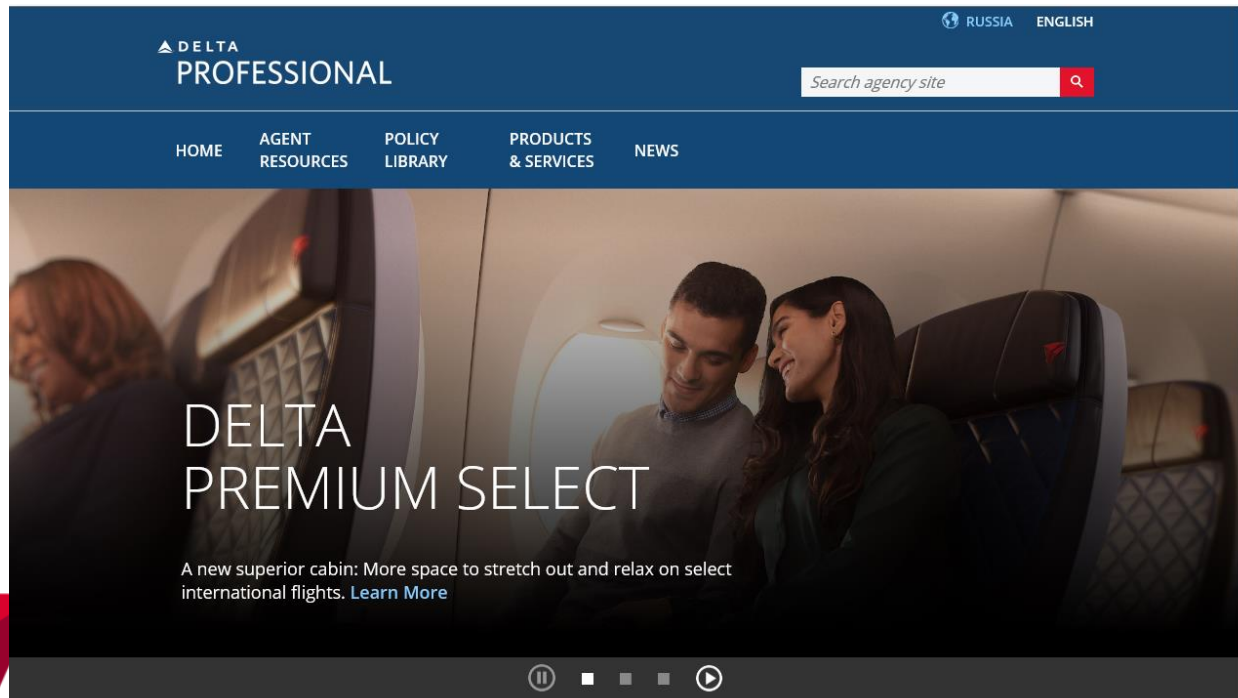 RUSSIA ENGLISH
DELTA
PROFESSIONAL
Search agency site
HOME
AGENT
RESOURCES
POLICY
LIBRARY
PRODUCTS
& SERVICES
NEWS
DELTA
PREMIUM SELECT
A new superior cabin: More space to stretch out and relax on select
international flights. Learn More